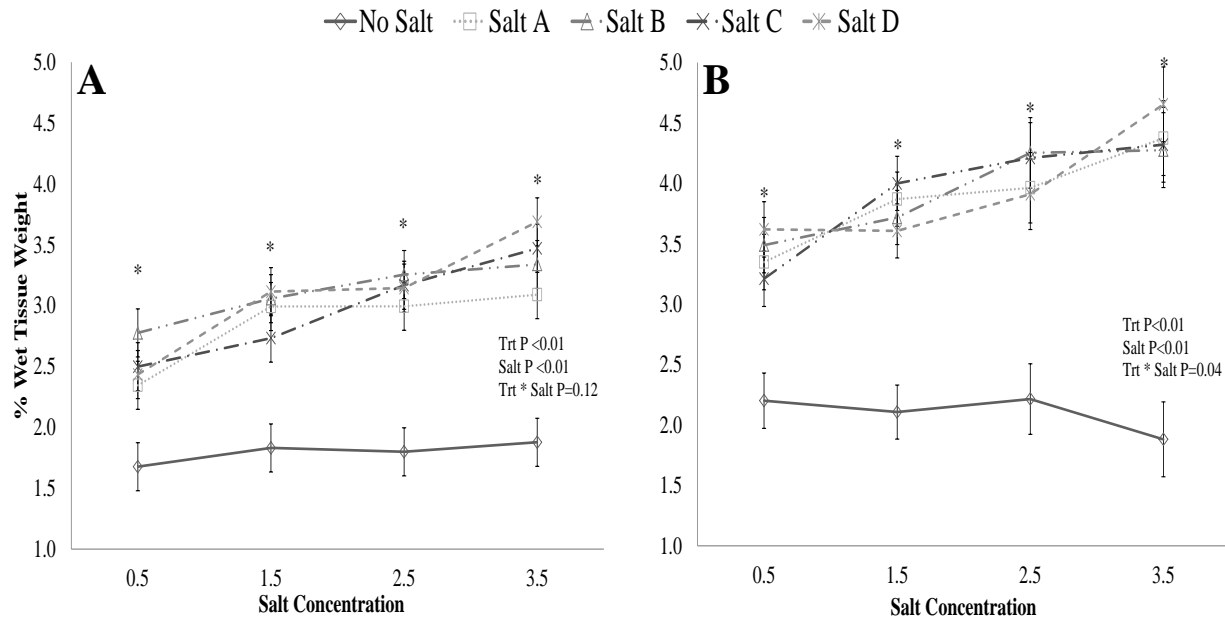 No Salt Salt A Salt B Salt C Salt D
A
% Wet Tissue Weight
5.0
4.5
4.0
3.5
3.0
2.5
2.0
1.5
1.0
* * * *
Trt P <0.01
Salt P <0.01
Trt * Salt P=0.12
0.5 1.5 2.5 3.5
Salt Concentration
B
5.0
4.5
4.0
3.5
3.0
2.5
2.0
1.5
1.0
* * * *
Trt P<0.01
Salt P<0.01
Trt * Salt P=0.04
0.5 1.5 2.5 3.5
Salt Concentration